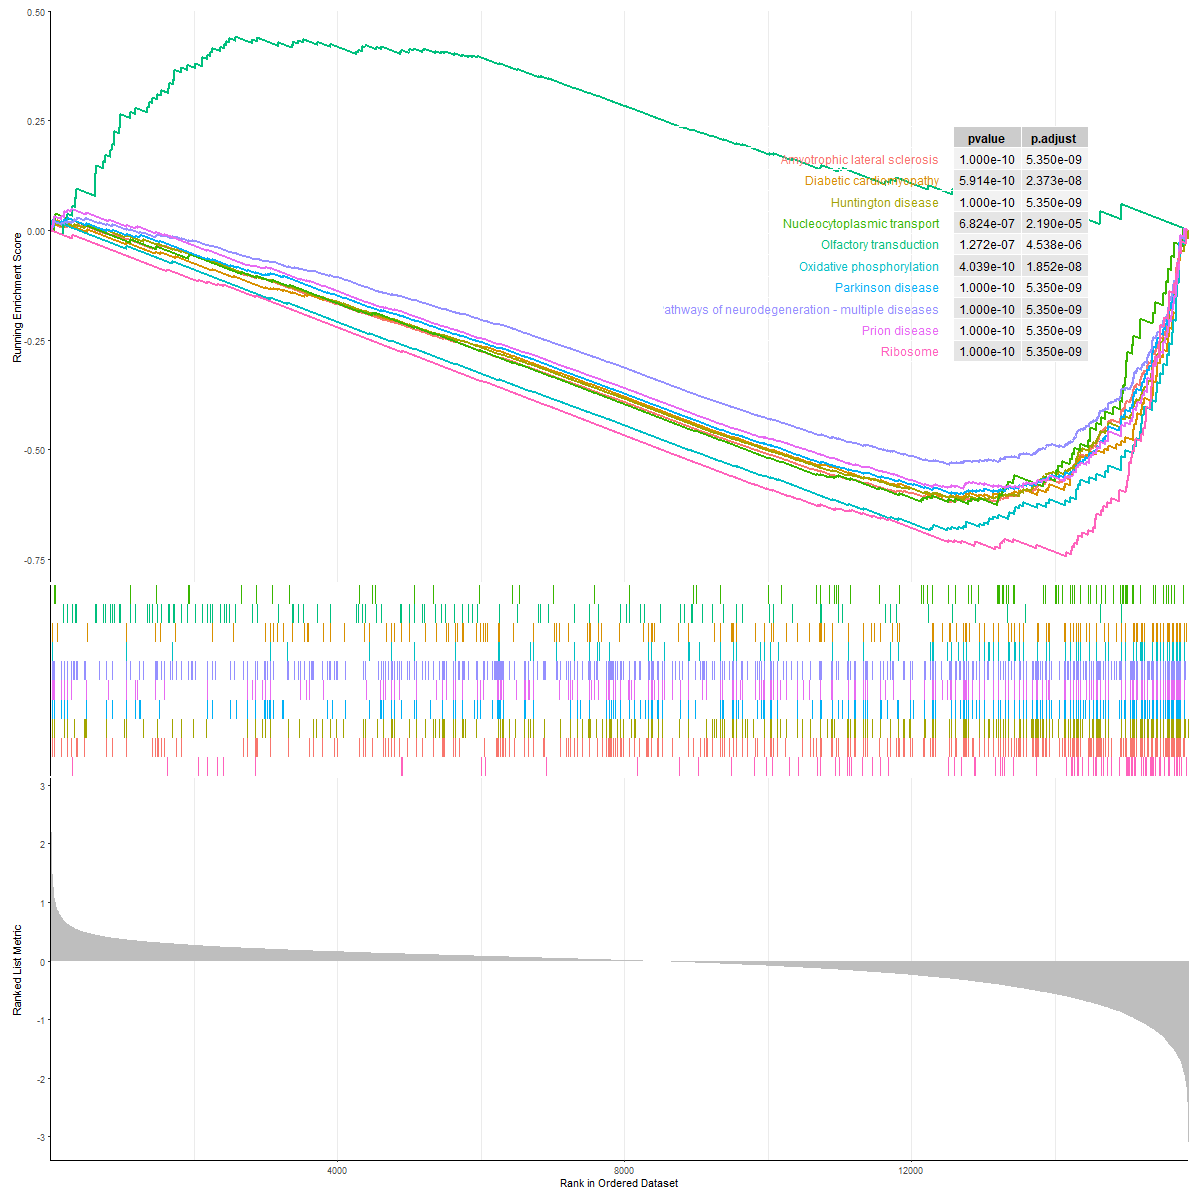 0.50
0.25
0.00
-0.25
-0.50
-0.75
Running Enrichment Score
pvalue p.adjust
Amyotrophic lateral sclerosis 1.000e-10 5.350e-09
Diabetic cardiomyopathy 5.914e-10 2.373e-08
Huntington disease 1.000e-10 5.350e-09
Nucleocytoplasmic transport 6.824e-07 2.190e-05
Olfactory transduction 1.272e-07 4.538e-06
Oxidative phosphorylation 4.039e-10 1.852e-08
Parkinson disease 1.000e-10 5.350e-09
athways of neurodegeneration - multiple diseases 1.000e-10 5.350e-09
Prion disease 1.000e-10 5.350e-09
Ribosome 1.000e-10 5.350e-09
3
2
1
0
-1
-2
-3
Ranked List Metric
4000 8000 12000
Rank in Ordered Dataset